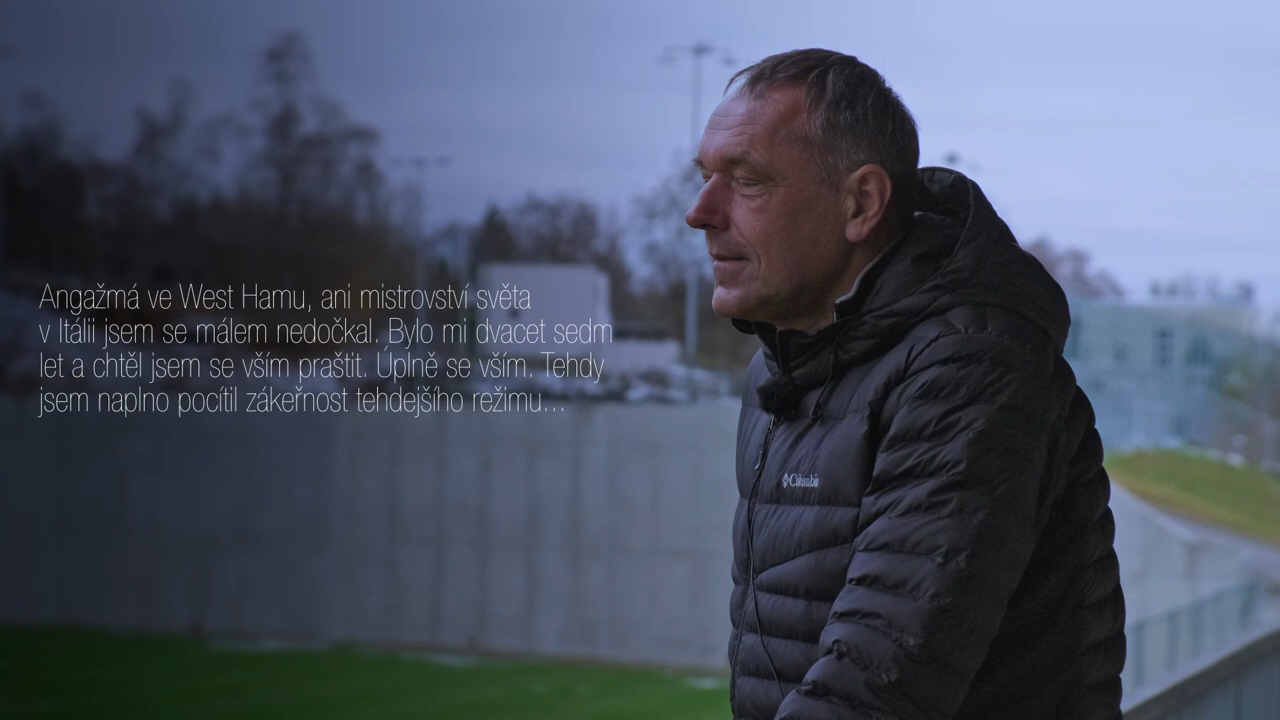 Angažmá ve West Hamu, ani mistrovství světa
v Itálii jsem se málem nedočkal. Bylo mi dvacet sedm
let a chtěl jsem se vším praštit. Úplně se vším. Tehdy
jsem naplno pocítil zákeřnost tehdejšího režimu...
Columbia